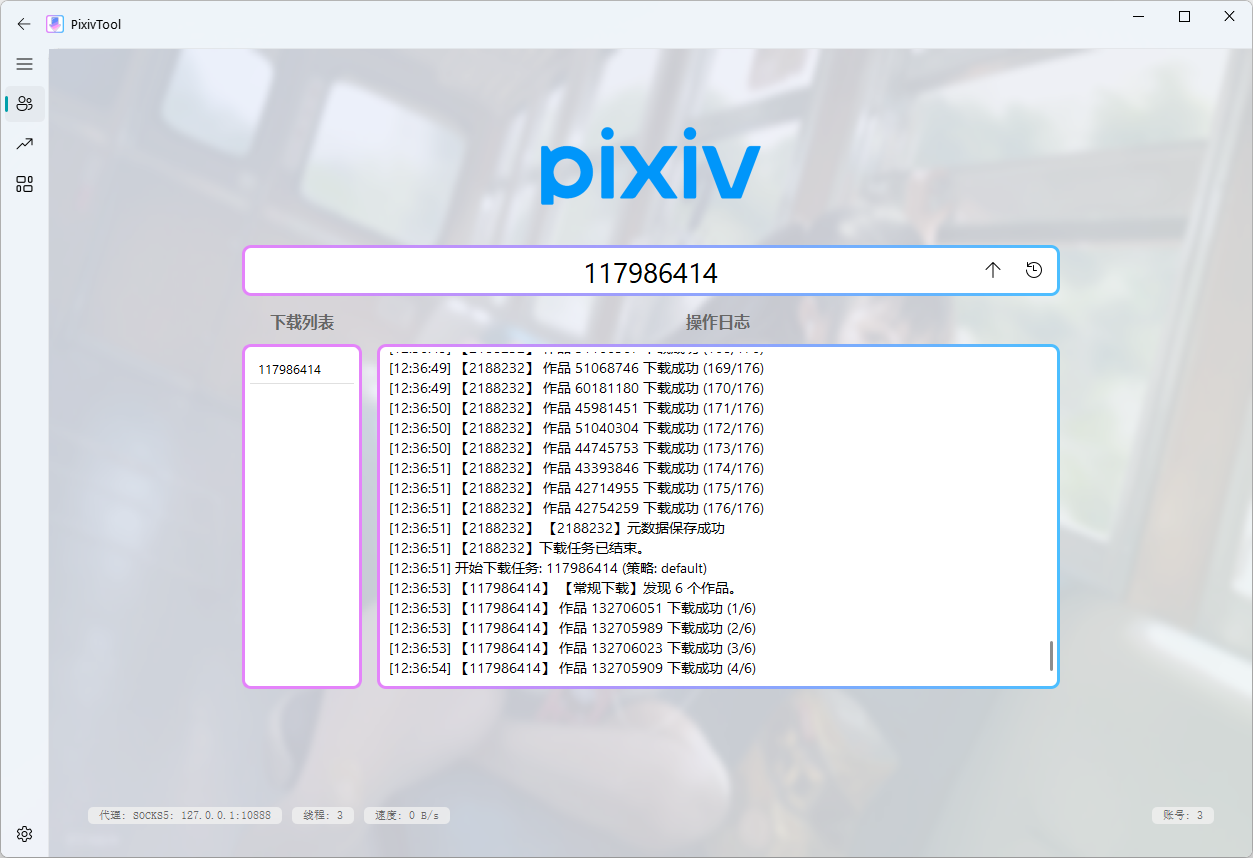 PixivTool
pixiv
117986414
下载列表
操作日志
117986414
[12:36:49] 【2188232】 作品 51068746 下载成功 (169/176)
[12:36:49] 【2188232】 作品 60181180 下载成功 (170/176)
[12:36:50] 【2188232】 作品 45981451 下载成功 (171/176)
[12:36:50] 【2188232】 作品 51040304 下载成功 (172/176)
[12:36:50] 【2188232】 作品 44745753 下载成功 (173/176)
[12:36:51] 【2188232】 作品 43393846 下载成功 (174/176)
[12:36:51] 【2188232】 作品 42714955 下载成功 (175/176)
[12:36:51] 【2188232】 作品 42754259 下载成功 (176/176)
[12:36:51] 【2188232】 【2188232】元数据保存成功
[12:36:51] 【2188232】下载任务已结束。
[12:36:51] 开始下载任务: 117986414 (策略: default)
[12:36:53] 【117986414】 【常规下载】发现 6 个作品。
[12:36:53] 【117986414】 作品 132706051 下载成功 (1/6)
[12:36:53] 【117986414】 作品 132705989 下载成功 (2/6)
[12:36:53] 【117986414】 作品 132706023 下载成功 (3/6)
[12:36:54] 【117986414】 作品 132705909 下载成功 (4/6)
代理: SOCKS5: 127.0.0.1:10888
线程: 3
速度: 0 B/s
账号: 3